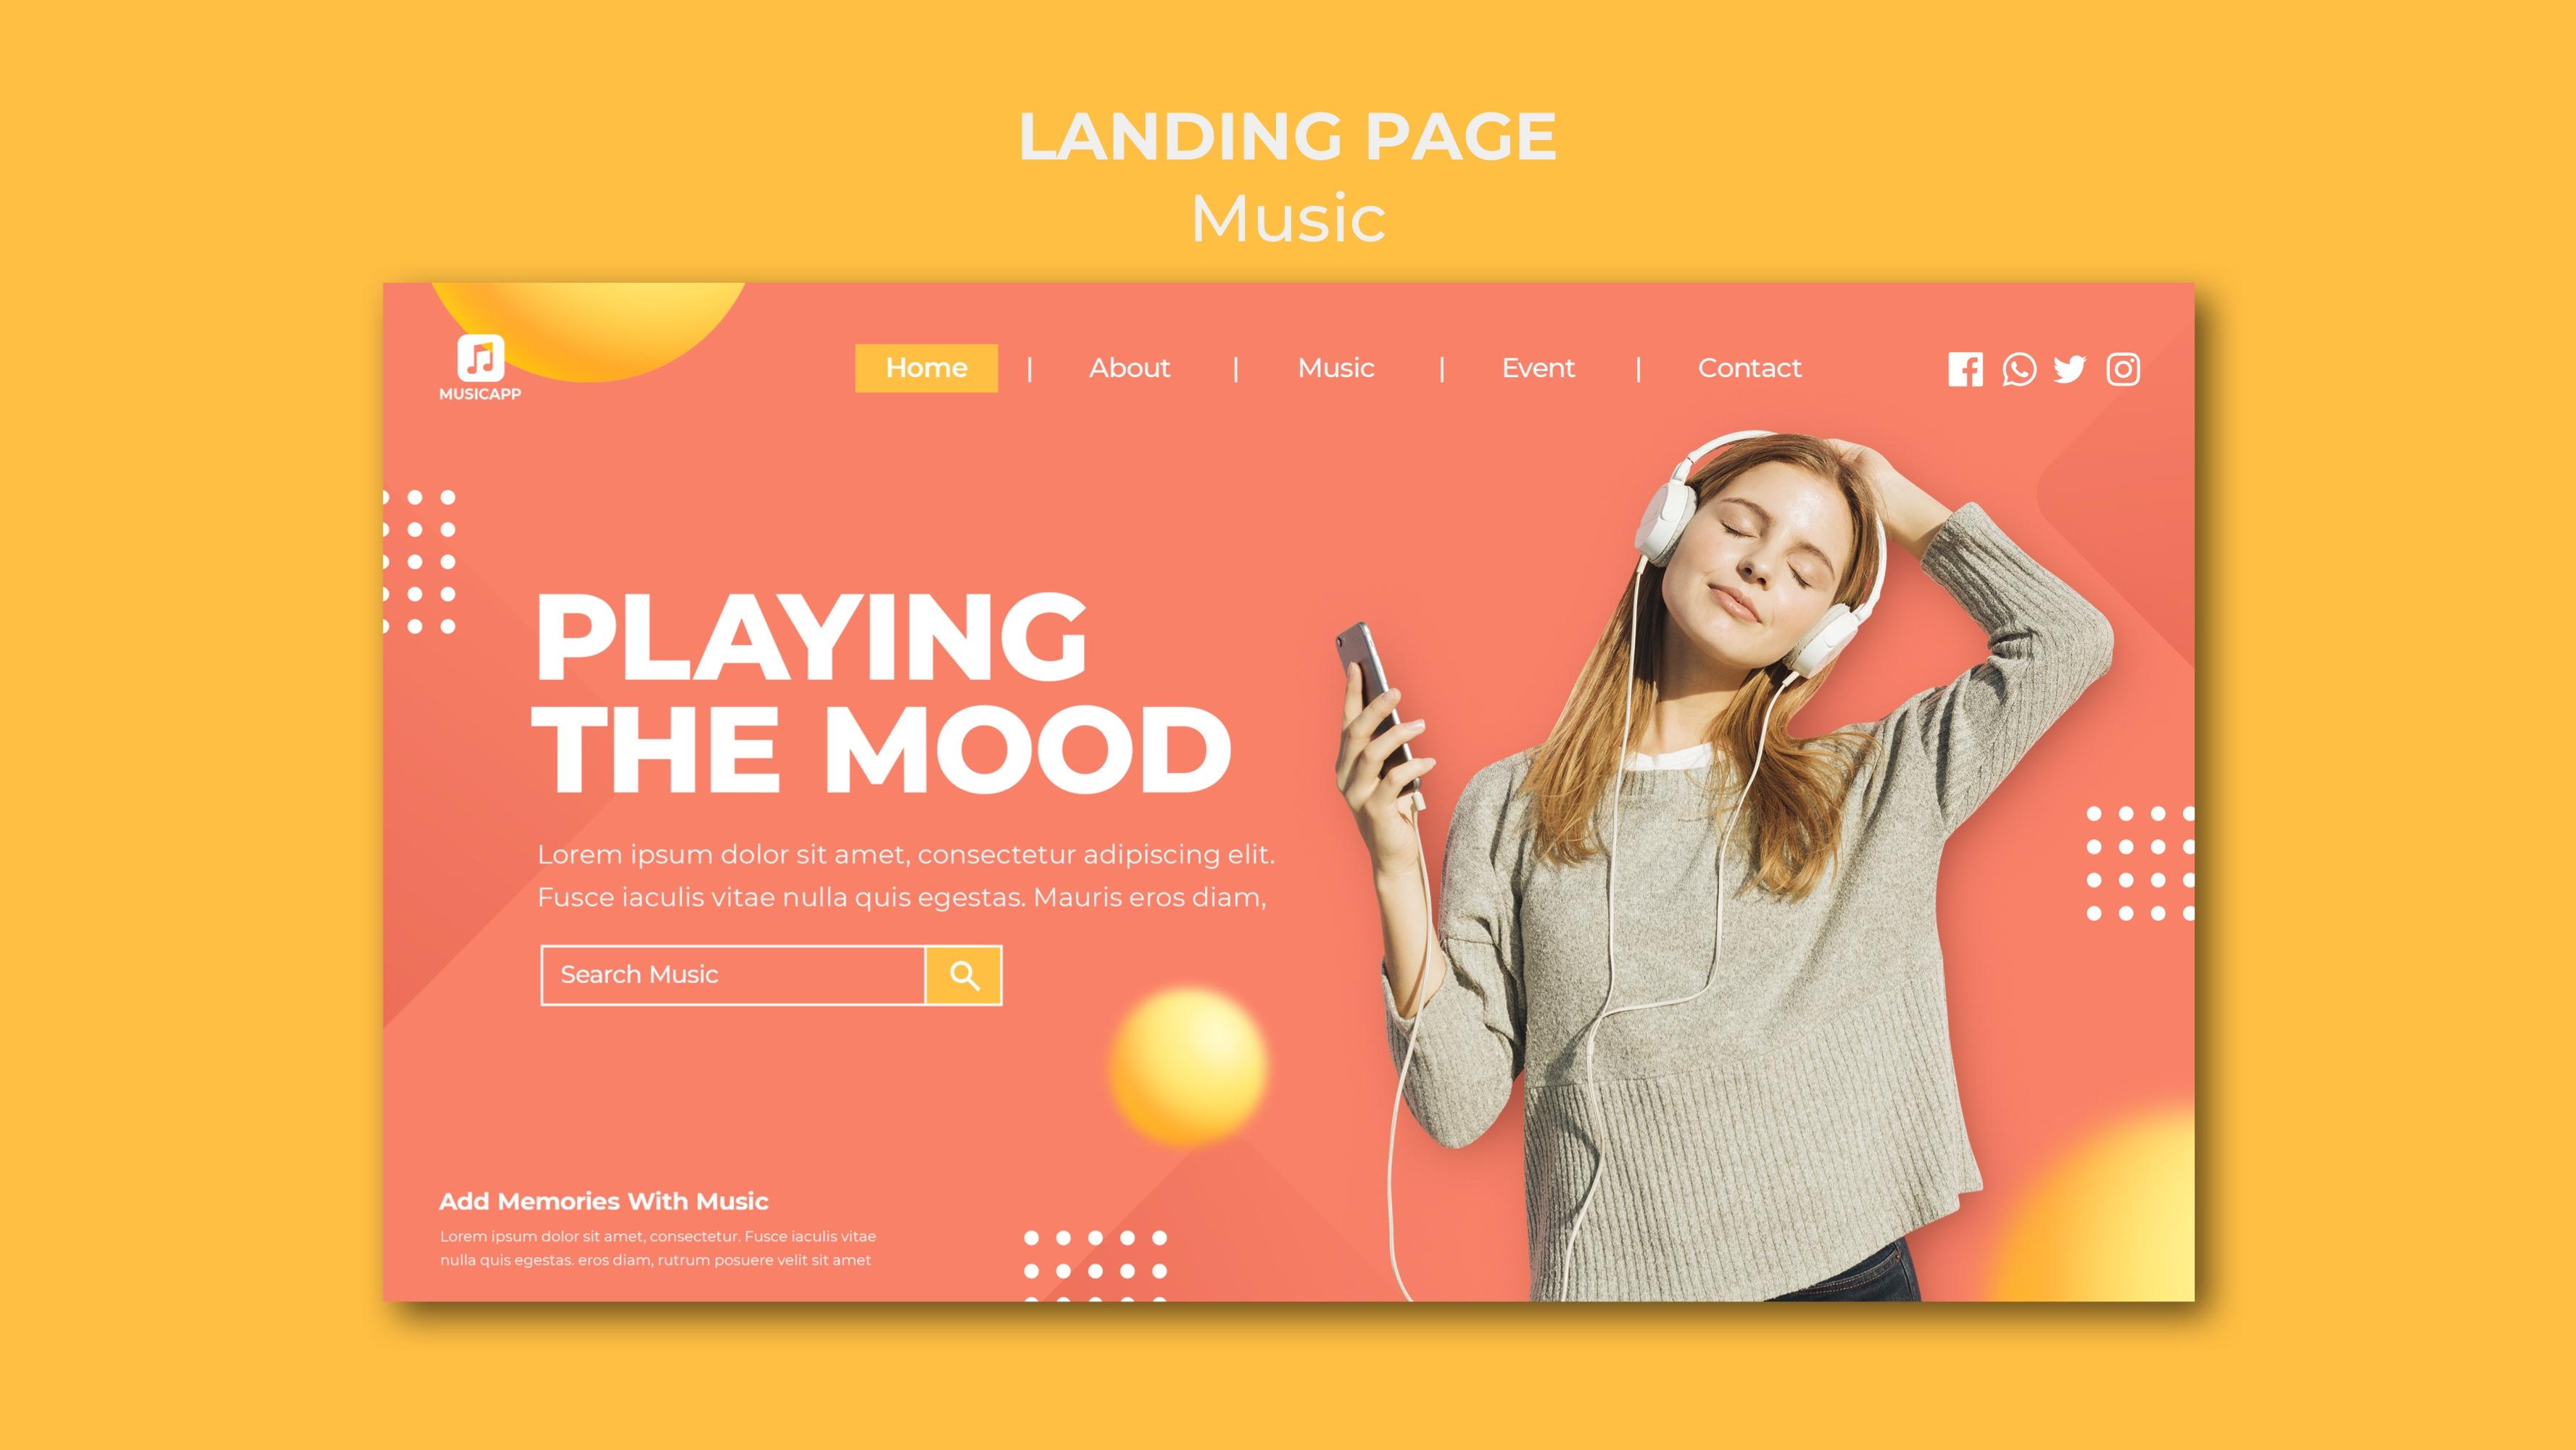 LANDING PAGE
Music
MUSICAPP
Home | About | Music | Event | Contact
PLAYING
THE MOOD
Lorem ipsum dolor sit amet, consectetur adipiscing elit.
Fusce iaculis vitae nulla quis egestas. Mauris eros diam,
Search Music
Add Memories With Music
Lorem ipsum dolor sit amet, consectetur. Fusce iaculis vitae
nulla quis egestas. eros diam, rutrum posuere velit sit amet